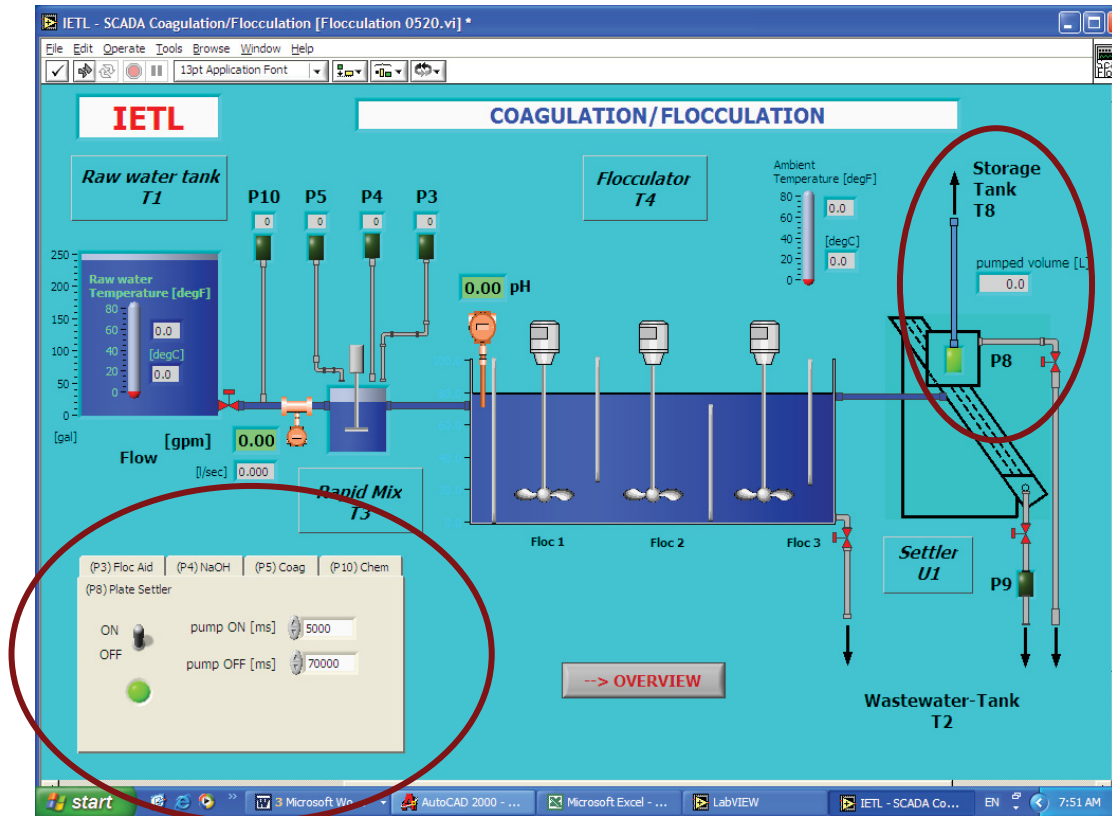 IETL - SCADA Coagulation/Flocculation [Flocculation 0520.vi] *
File Edit Operate Tools Browse Window Help
13pt Application Font
IETL
COAGULATION/FLOCCULATION
Raw water tank
T1
P10
P5
P4
P3
0
0
0
0
Flocculator
T4
Ambient
Temperature [degF]
80
60
40
20
0
0.0
[degC]
0.0
Storage
Tank
T8
pumped volume [L]
0.0
250
200
150
100
50
0
[gal]
Raw water
Temperature [degF]
80
60
40
20
0
0.0
[degC]
0.0
0.00 pH
P8
Flow
[gpm] 0.00
[l/sec] 0.000
Rapid Mix
T3
Floc 1
Floc 2
Floc 3
Settler
U1
P9
(P3) Floc Aid
(P4) NaOH
(P5) Coag
(P10) Chem
(P8) Plate Settler
ON
OFF
pump ON [ms] 5000
pump OFF [ms] 70000
--> OVERVIEW
Wastewater-Tank
T2
start
3 Microsoft Wo...
AutoCAD 2000 - ...
Microsoft Excel - ...
LabVIEW
IETL - SCADA Co...
EN
7:51 AM